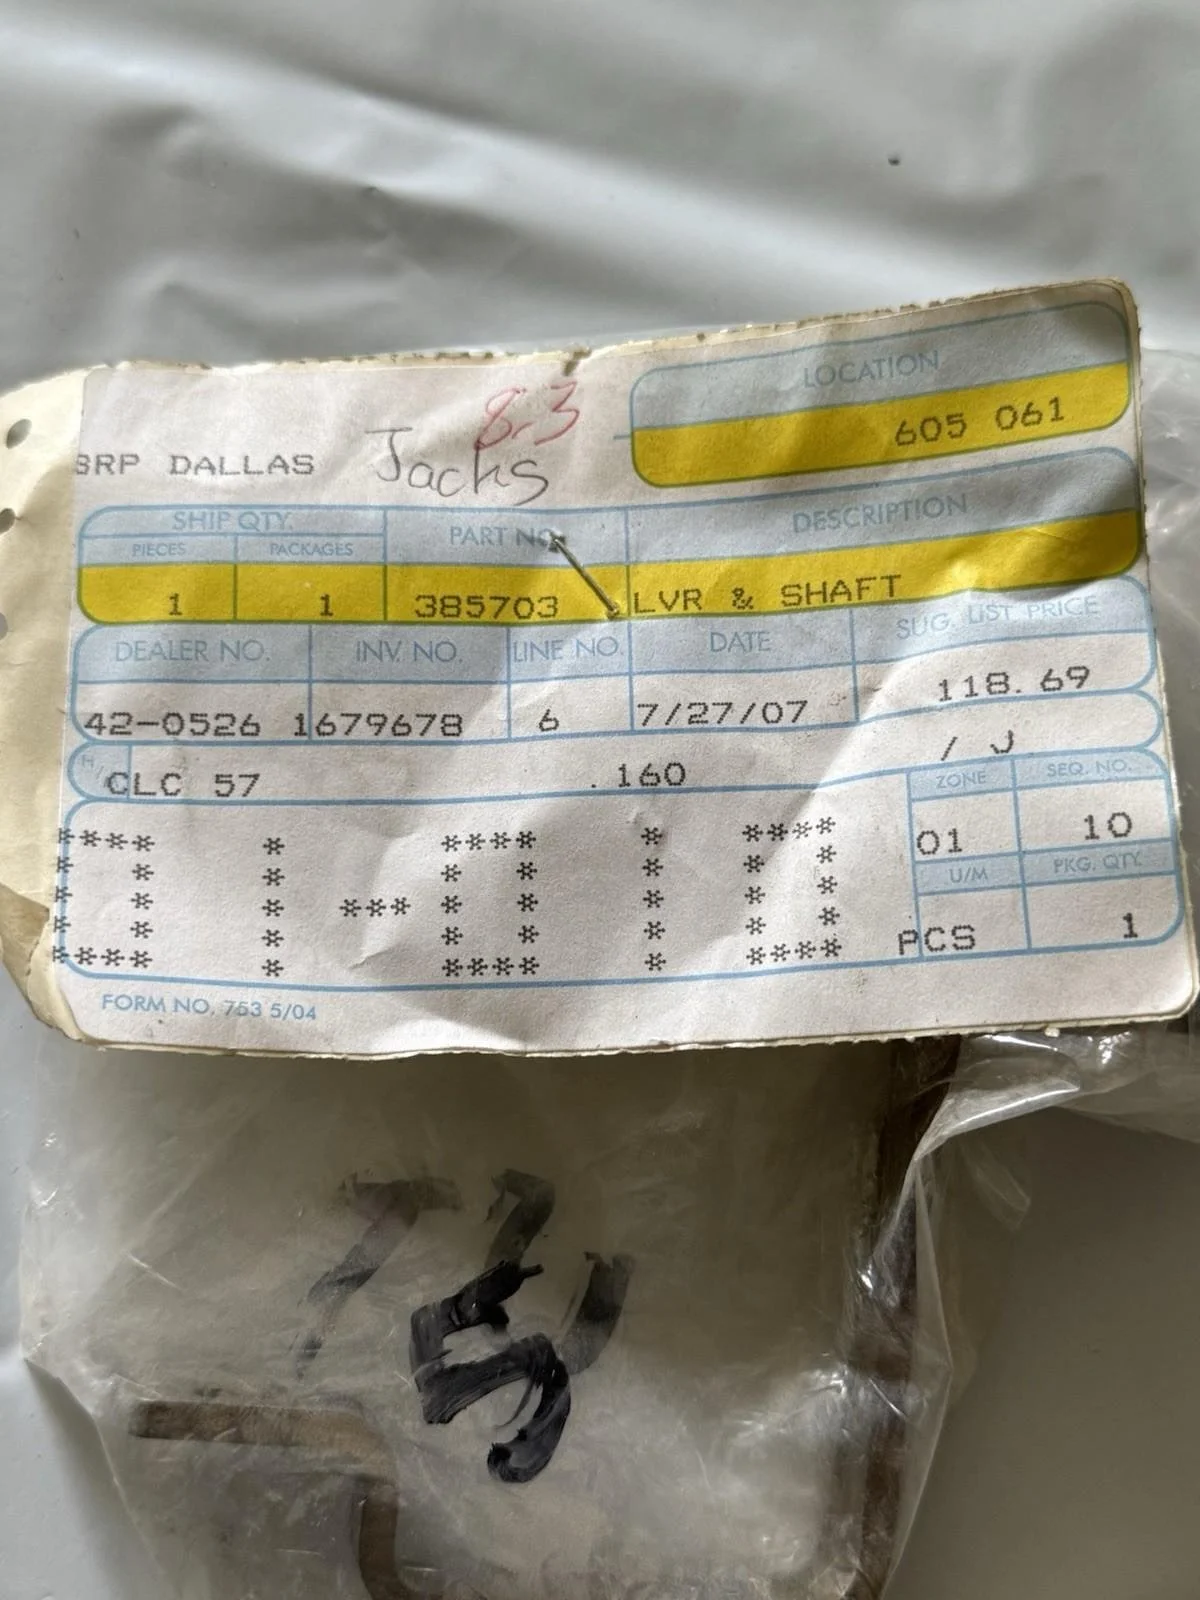 8.3
BRP DALLAS Jacks
LOCATION
605 061
SHIP QTY. PART NO. DESCRIPTION
PIECES PACKAGES
1 1 385703 LVR & SHAFT
DEALER NO. INV. NO. LINE NO. DATE SUG. LIST PRICE
42-0526 1679678 6 7/27/07 118.69
/ J
H/ CLC 57 .160
ZONE SEQ. NO.
01 10
U/M PKG. QTY.
PCS 1
**** * **** * ****
* * * * * * *
* * *** * * * * *
* * * * * * *
**** * **** * ****
FORM NO. 753 5/04